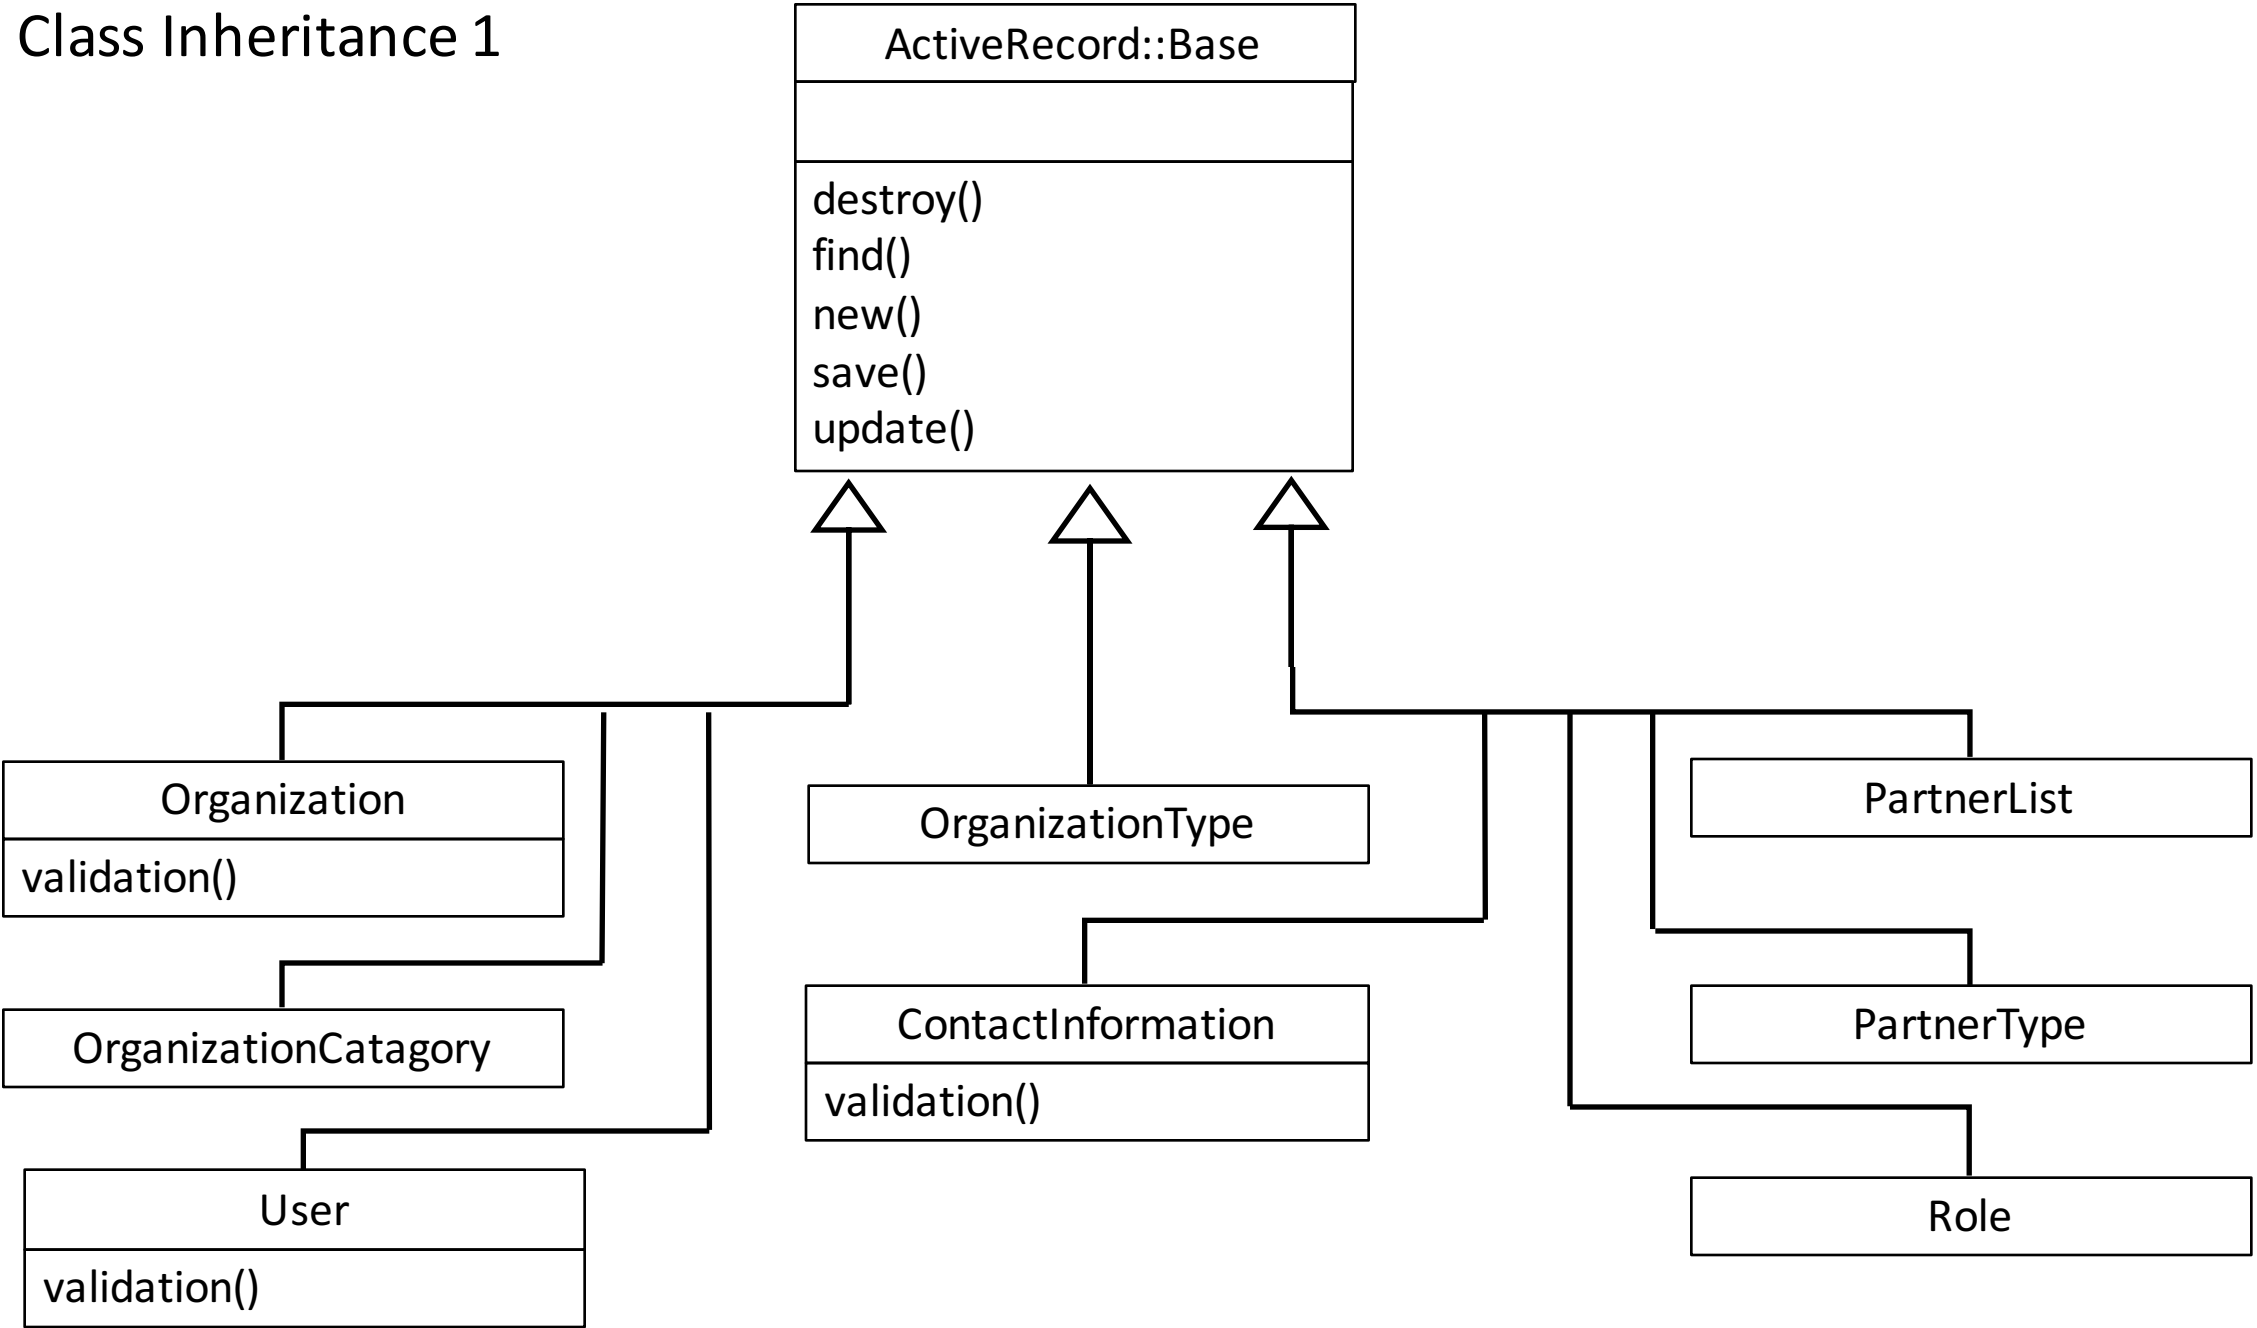 Class Inheritance 1
ActiveRecord::Base
destroy()
find()
new()
save()
update()
Organization
validation()
OrganizationType
PartnerList
OrganizationCatagory
ContactInformation
validation()
PartnerType
User
validation()
Role